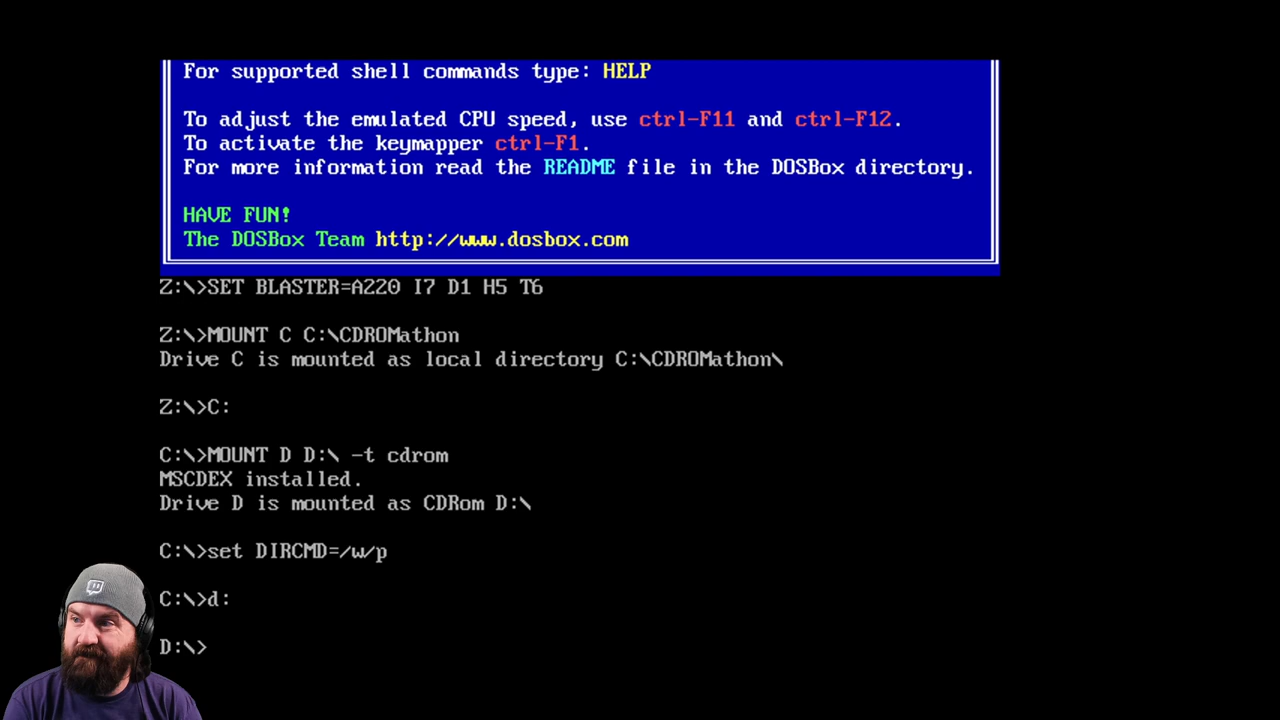 For supported shell commands type: HELP
To adjust the emulated CPU speed, use ctrl-F11 and ctrl-F12.
To activate the keymapper ctrl-F1.
For more information read the README file in the DOSBox directory.
HAVE FUN!
The DOSBox Team http://www.dosbox.com
Z:\>SET BLASTER=A220 I7 D1 H5 T6
Z:\>MOUNT C C:\CDROMathon
Drive C is mounted as local directory C:\CDROMathon\
Z:\>C:
C:\>MOUNT D D:\ -t cdrom
MSCDEX installed.
Drive D is mounted as CDRom D:\
C:\>set DIRCMD=/w/p
C:\>d:
D:\>